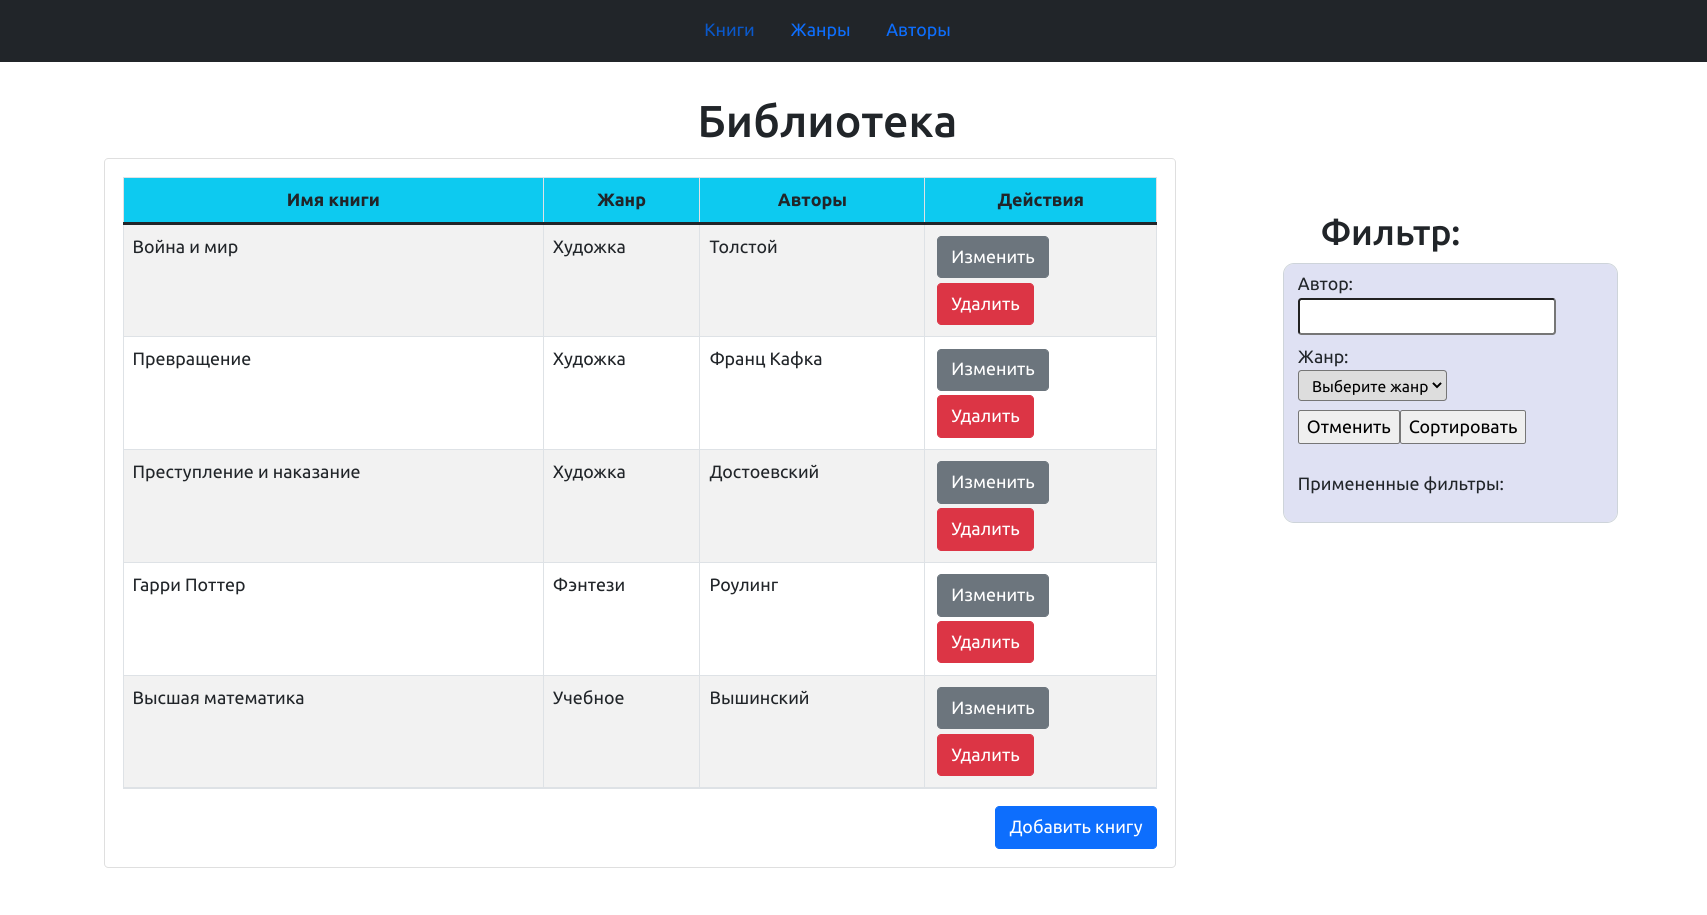 Книги Жанры Авторы
Библиотека
Имя книги Жанр Авторы Действия
Война и мир Художка Толстой Изменить
Удалить
Превращение Художка Франц Кафка Изменить
Удалить
Преступление и наказание Художка Достоевский Изменить
Удалить
Гарри Поттер Фэнтези Роулинг Изменить
Удалить
Высшая математика Учебное Вышинский Изменить
Удалить
Добавить книгу
Фильтр:
Автор:
Жанр:
Выберите жанр
Отменить Сортировать
Примененные фильтры: